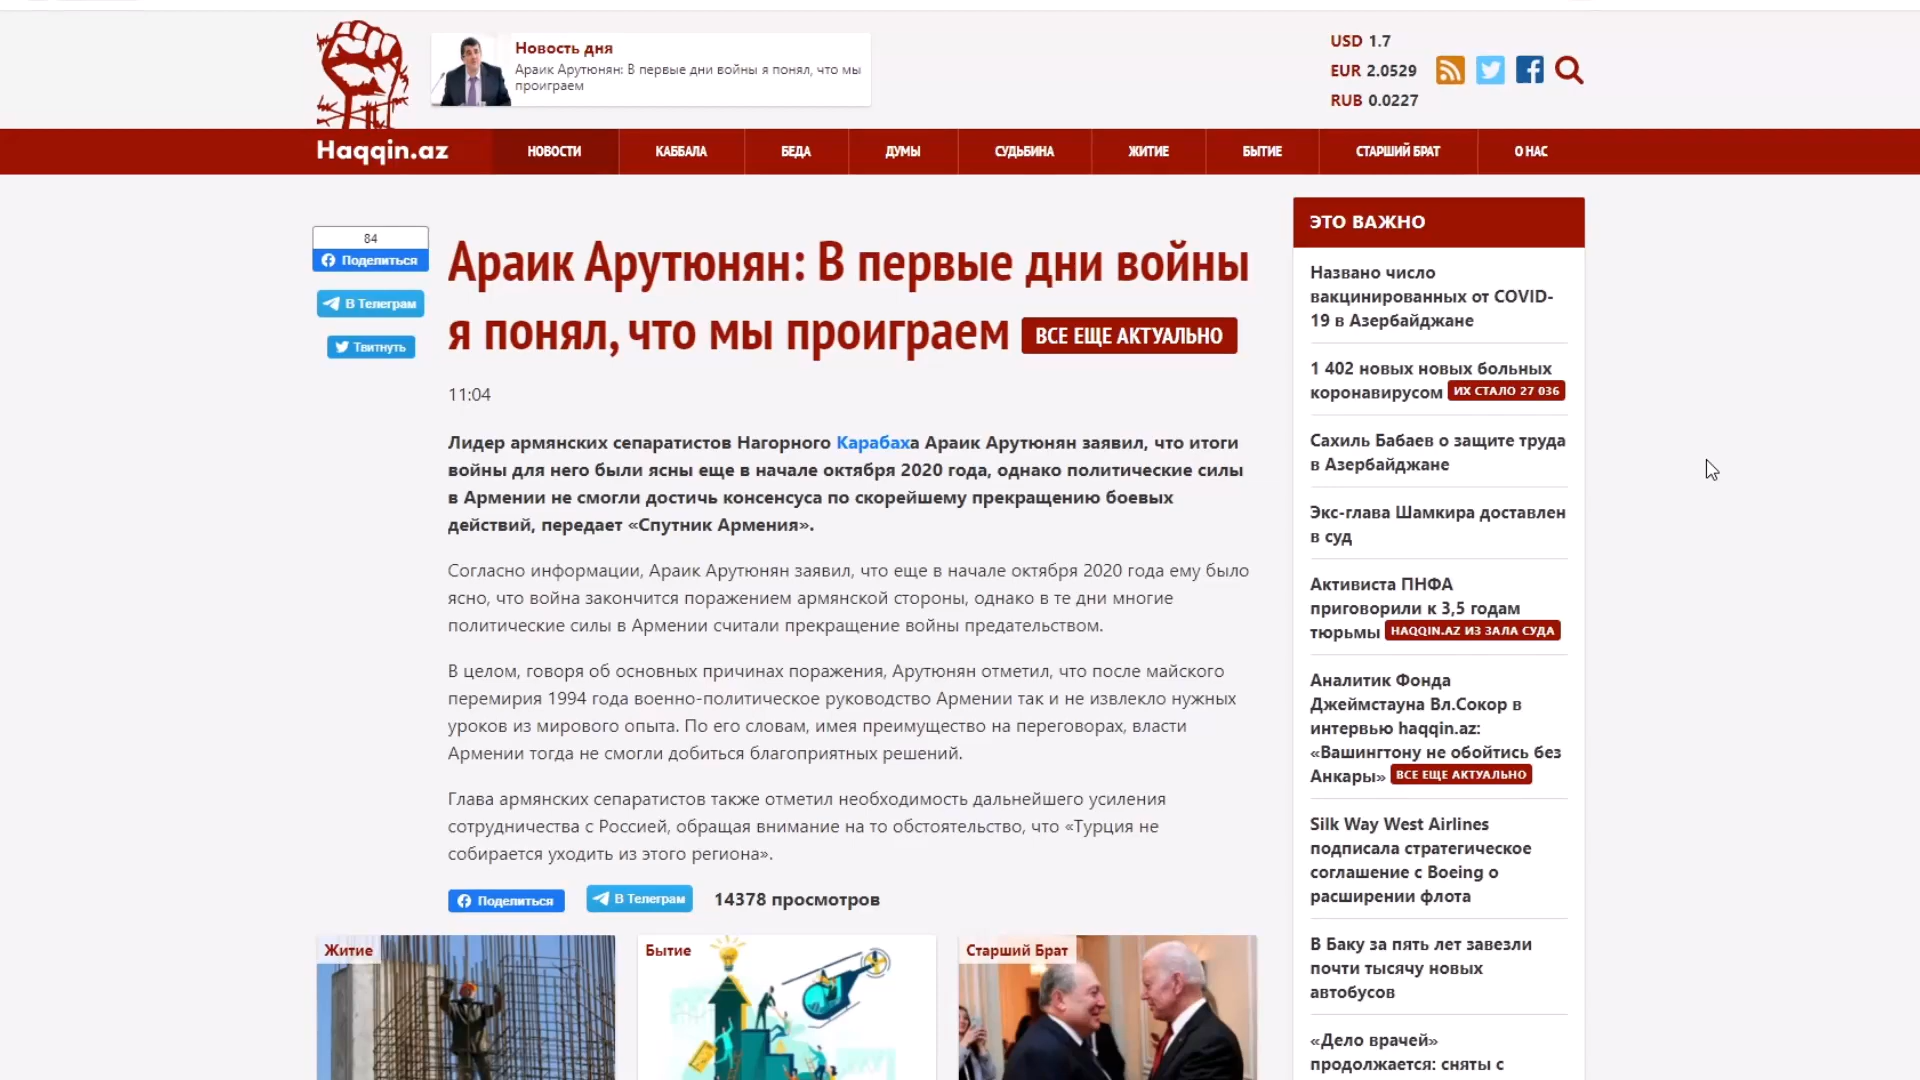 Новость дня
Араик Арутюнян: В первые дни войны я понял, что мы
проиграем
USD 1.7
EUR 2.0529
RUB 0.0227
Haqqin.az
НОВОСТИ
КАББАЛА
БЕДА
ДУМЫ
СУДЬБИНА
ЖИТИЕ
БЫТИЕ
СТАРШИЙ БРАТ
О НАС
84
Поделиться
В Телеграм
Твитнуть
Араик Арутюнян: В первые дни войны
я понял, что мы проиграем ВСЕ ЕЩЕ АКТУАЛЬНО
11:04
Лидер армянских сепаратистов Нагорного Карабаха Араик Арутюнян заявил, что итоги
войны для него были ясны еще в начале октября 2020 года, однако политические силы
в Армении не смогли достичь консенсуса по скорейшему прекращению боевых
действий, передает «Спутник Армения».
Согласно информации, Араик Арутюнян заявил, что еще в начале октября 2020 года ему было
ясно, что война закончится поражением армянской стороны, однако в те дни многие
политические силы в Армении считали прекращение войны предательством.
В целом, говоря об основных причинах поражения, Арутюнян отметил, что после майского
перемирия 1994 года военно-политическое руководство Армении так и не извлекло нужных
уроков из мирового опыта. По его словам, имея преимущество на переговорах, власти
Армении тогда не смогли добиться благоприятных решений.
Глава армянских сепаратистов также отметил необходимость дальнейшего усиления
сотрудничества с Россией, обращая внимание на то обстоятельство, что «Турция не
собирается уходить из этого региона».
Поделиться
В Телеграм
14378 просмотров
Житие
Бытие
Старший Брат
ЭТО ВАЖНО
Названо число
вакцинированных от COVID-
19 в Азербайджане
1 402 новых новых больных
коронавирусом ИХ СТАЛО 27 036
Сахиль Бабаев о защите труда
в Азербайджане
Экс-глава Шамкира доставлен
в суд
Активиста ПНФА
приговорили к 3,5 годам
тюрьмы HAQQIN.AZ ИЗ ЗАЛА СУДА
Аналитик Фонда
Джеймстауна Вл.Сокор в
интервью haqqin.az:
«Вашингтону не обойтись без
Анкары» ВСЕ ЕЩЕ АКТУАЛЬНО
Silk Way West Airlines
подписала стратегическое
соглашение с Boeing о
расширении флота
В Баку за пять лет завезли
почти тысячу новых
автобусов
«Дело врачей»
продолжается: сняты с